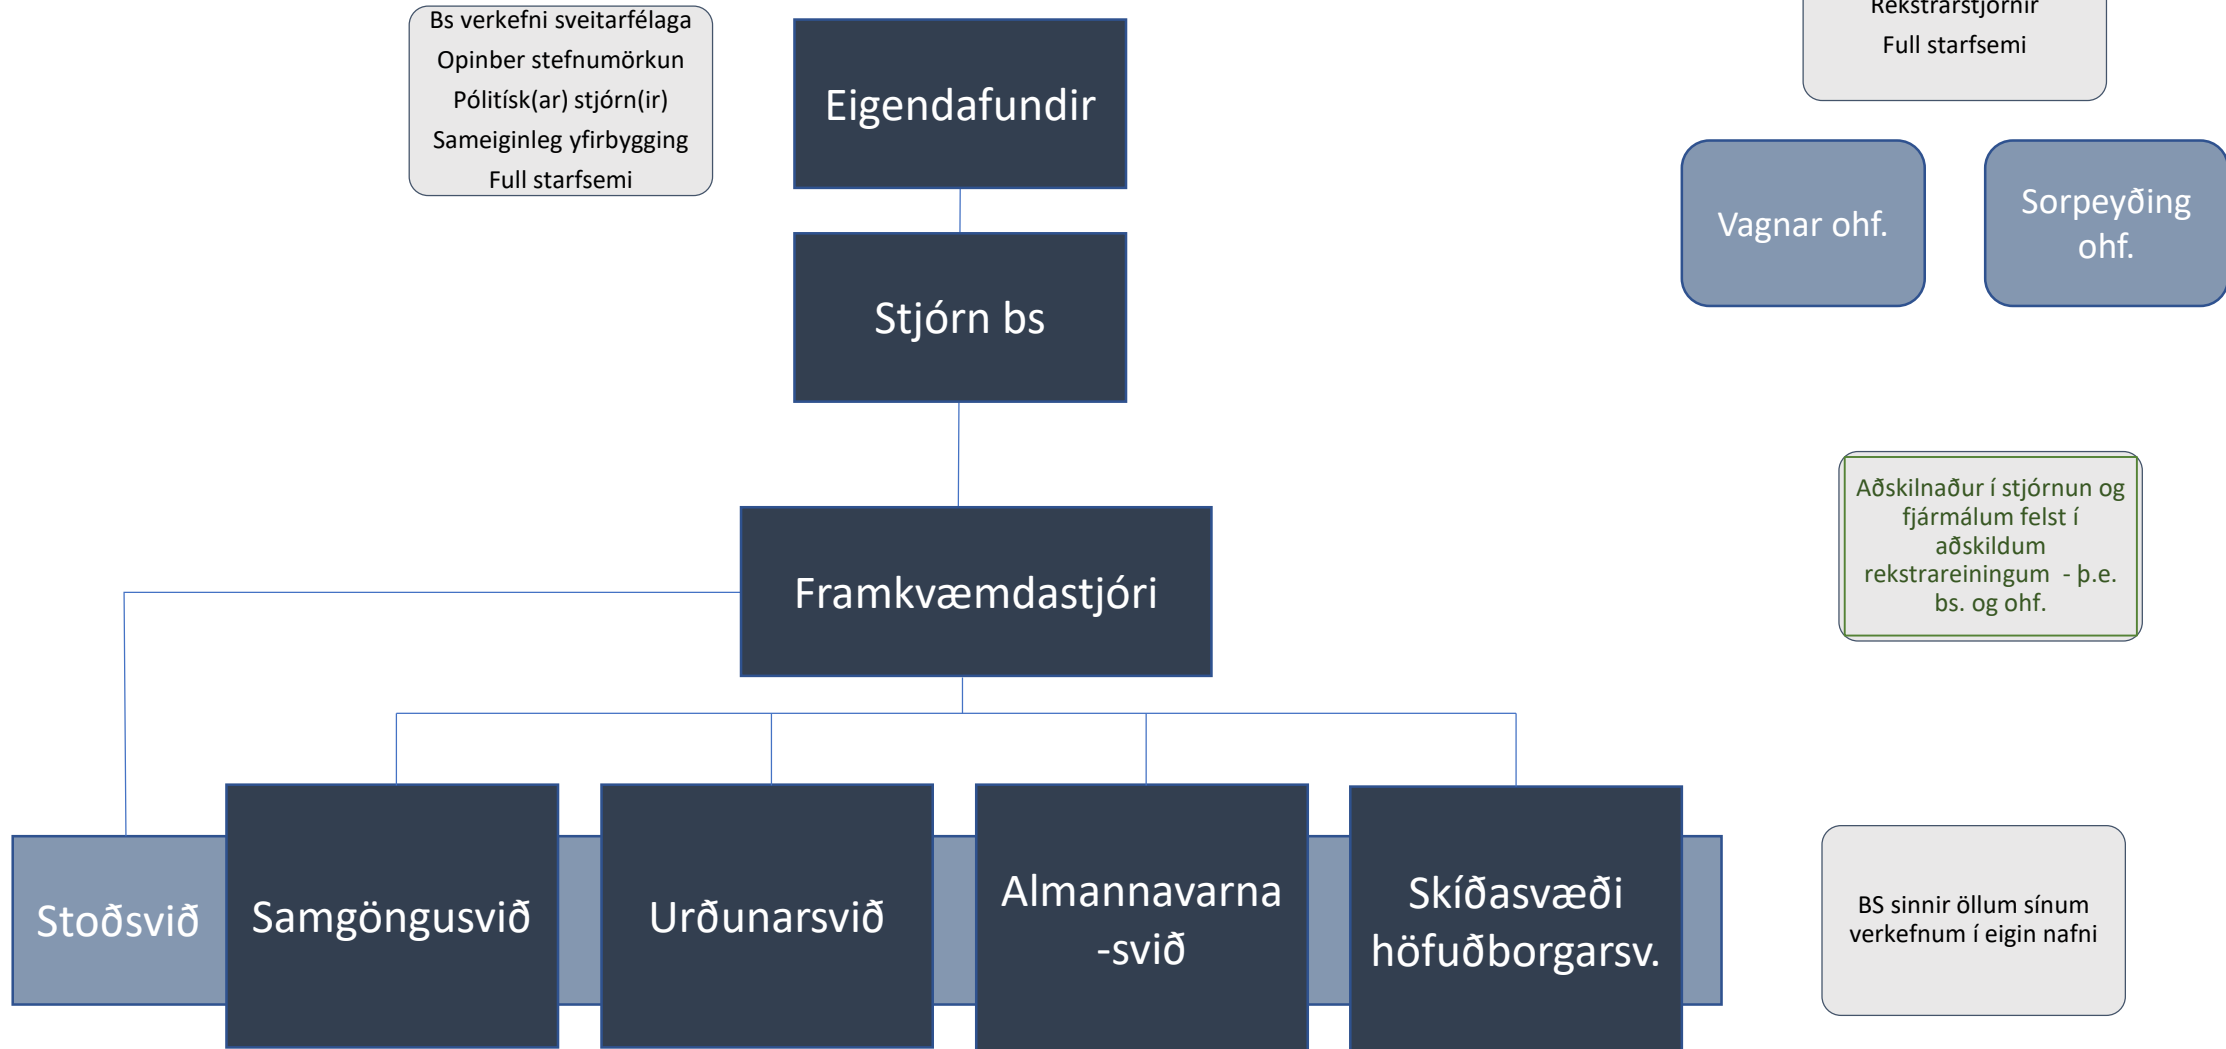 Bs verkefni sveitarfélaga
Opinber stefnumörkun
Pólitísk(ar) stjórn(ir)
Sameiginleg yfirbygging
Full starfsemi
Eigendafundir
Rekstrarstjórnir
Full starfsemi
Vagnar ohf.
Sorpeyðing
ohf.
Stjórn bs
Aðskilnaður í stjórnun og
fjármálum felst í
aðskildum
rekstrareiningum - þ.e.
bs. og ohf.
Framkvæmdastjóri
Stoðsvið
Samgöngusvið
Urðunarsvið
Almannavarna
-svið
Skíðasvæði
höfuðborgarsv.
BS sinnir öllum sínum
verkefnum í eigin nafni